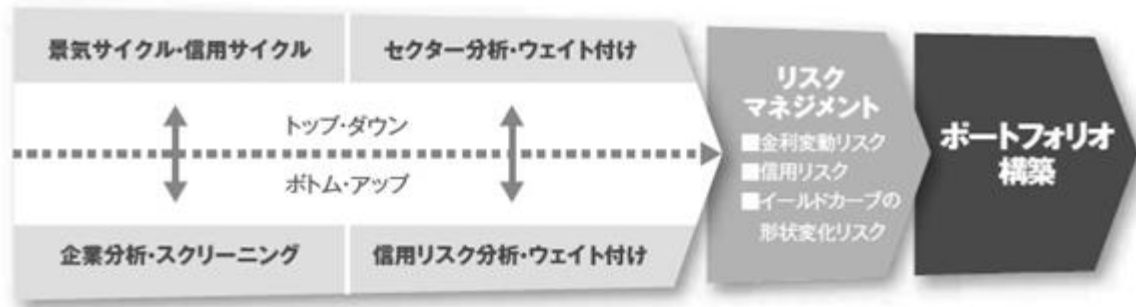 景気サイクル・信用サイクル
セクター分析・ウェイト付け
トップ・ダウン
ボトム・アップ
企業分析・スクリーニング
信用リスク分析・ウェイト付け
リスク
マネジメント
■金利変動リスク
■信用リスク
■イールドカーブの
形状変化リスク
ポートフォリオ
構築